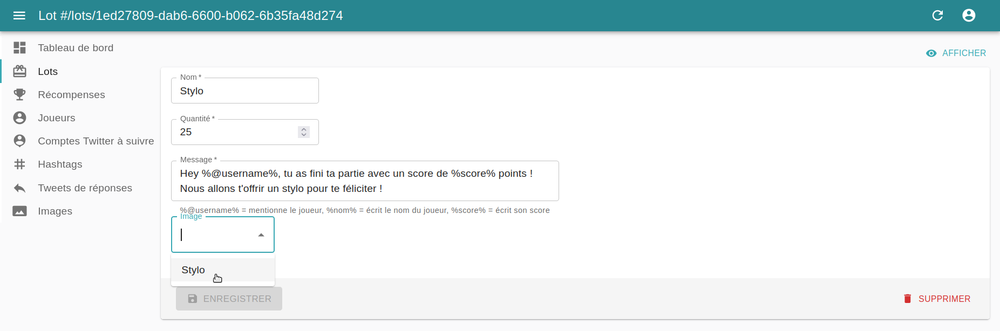 Lot #/lots/1ed27809-dab6-6600-b062-6b35fa48d274
Tableau de bord
Lots
Récompenses
Joueurs
Comptes Twitter à suivre
Hashtags
Tweets de réponses
Images
AFFICHER
Nom *
Stylo
Quantité *
25
Message *
Hey %@username%, tu as fini ta partie avec un score de %score% points !
Nous allons t'offrir un stylo pour te féliciter !
%@username% = mentionne le joueur, %nom% = écrit le nom du joueur, %score% = écrit son score
Image
Stylo
ENREGISTRER
SUPPRIMER